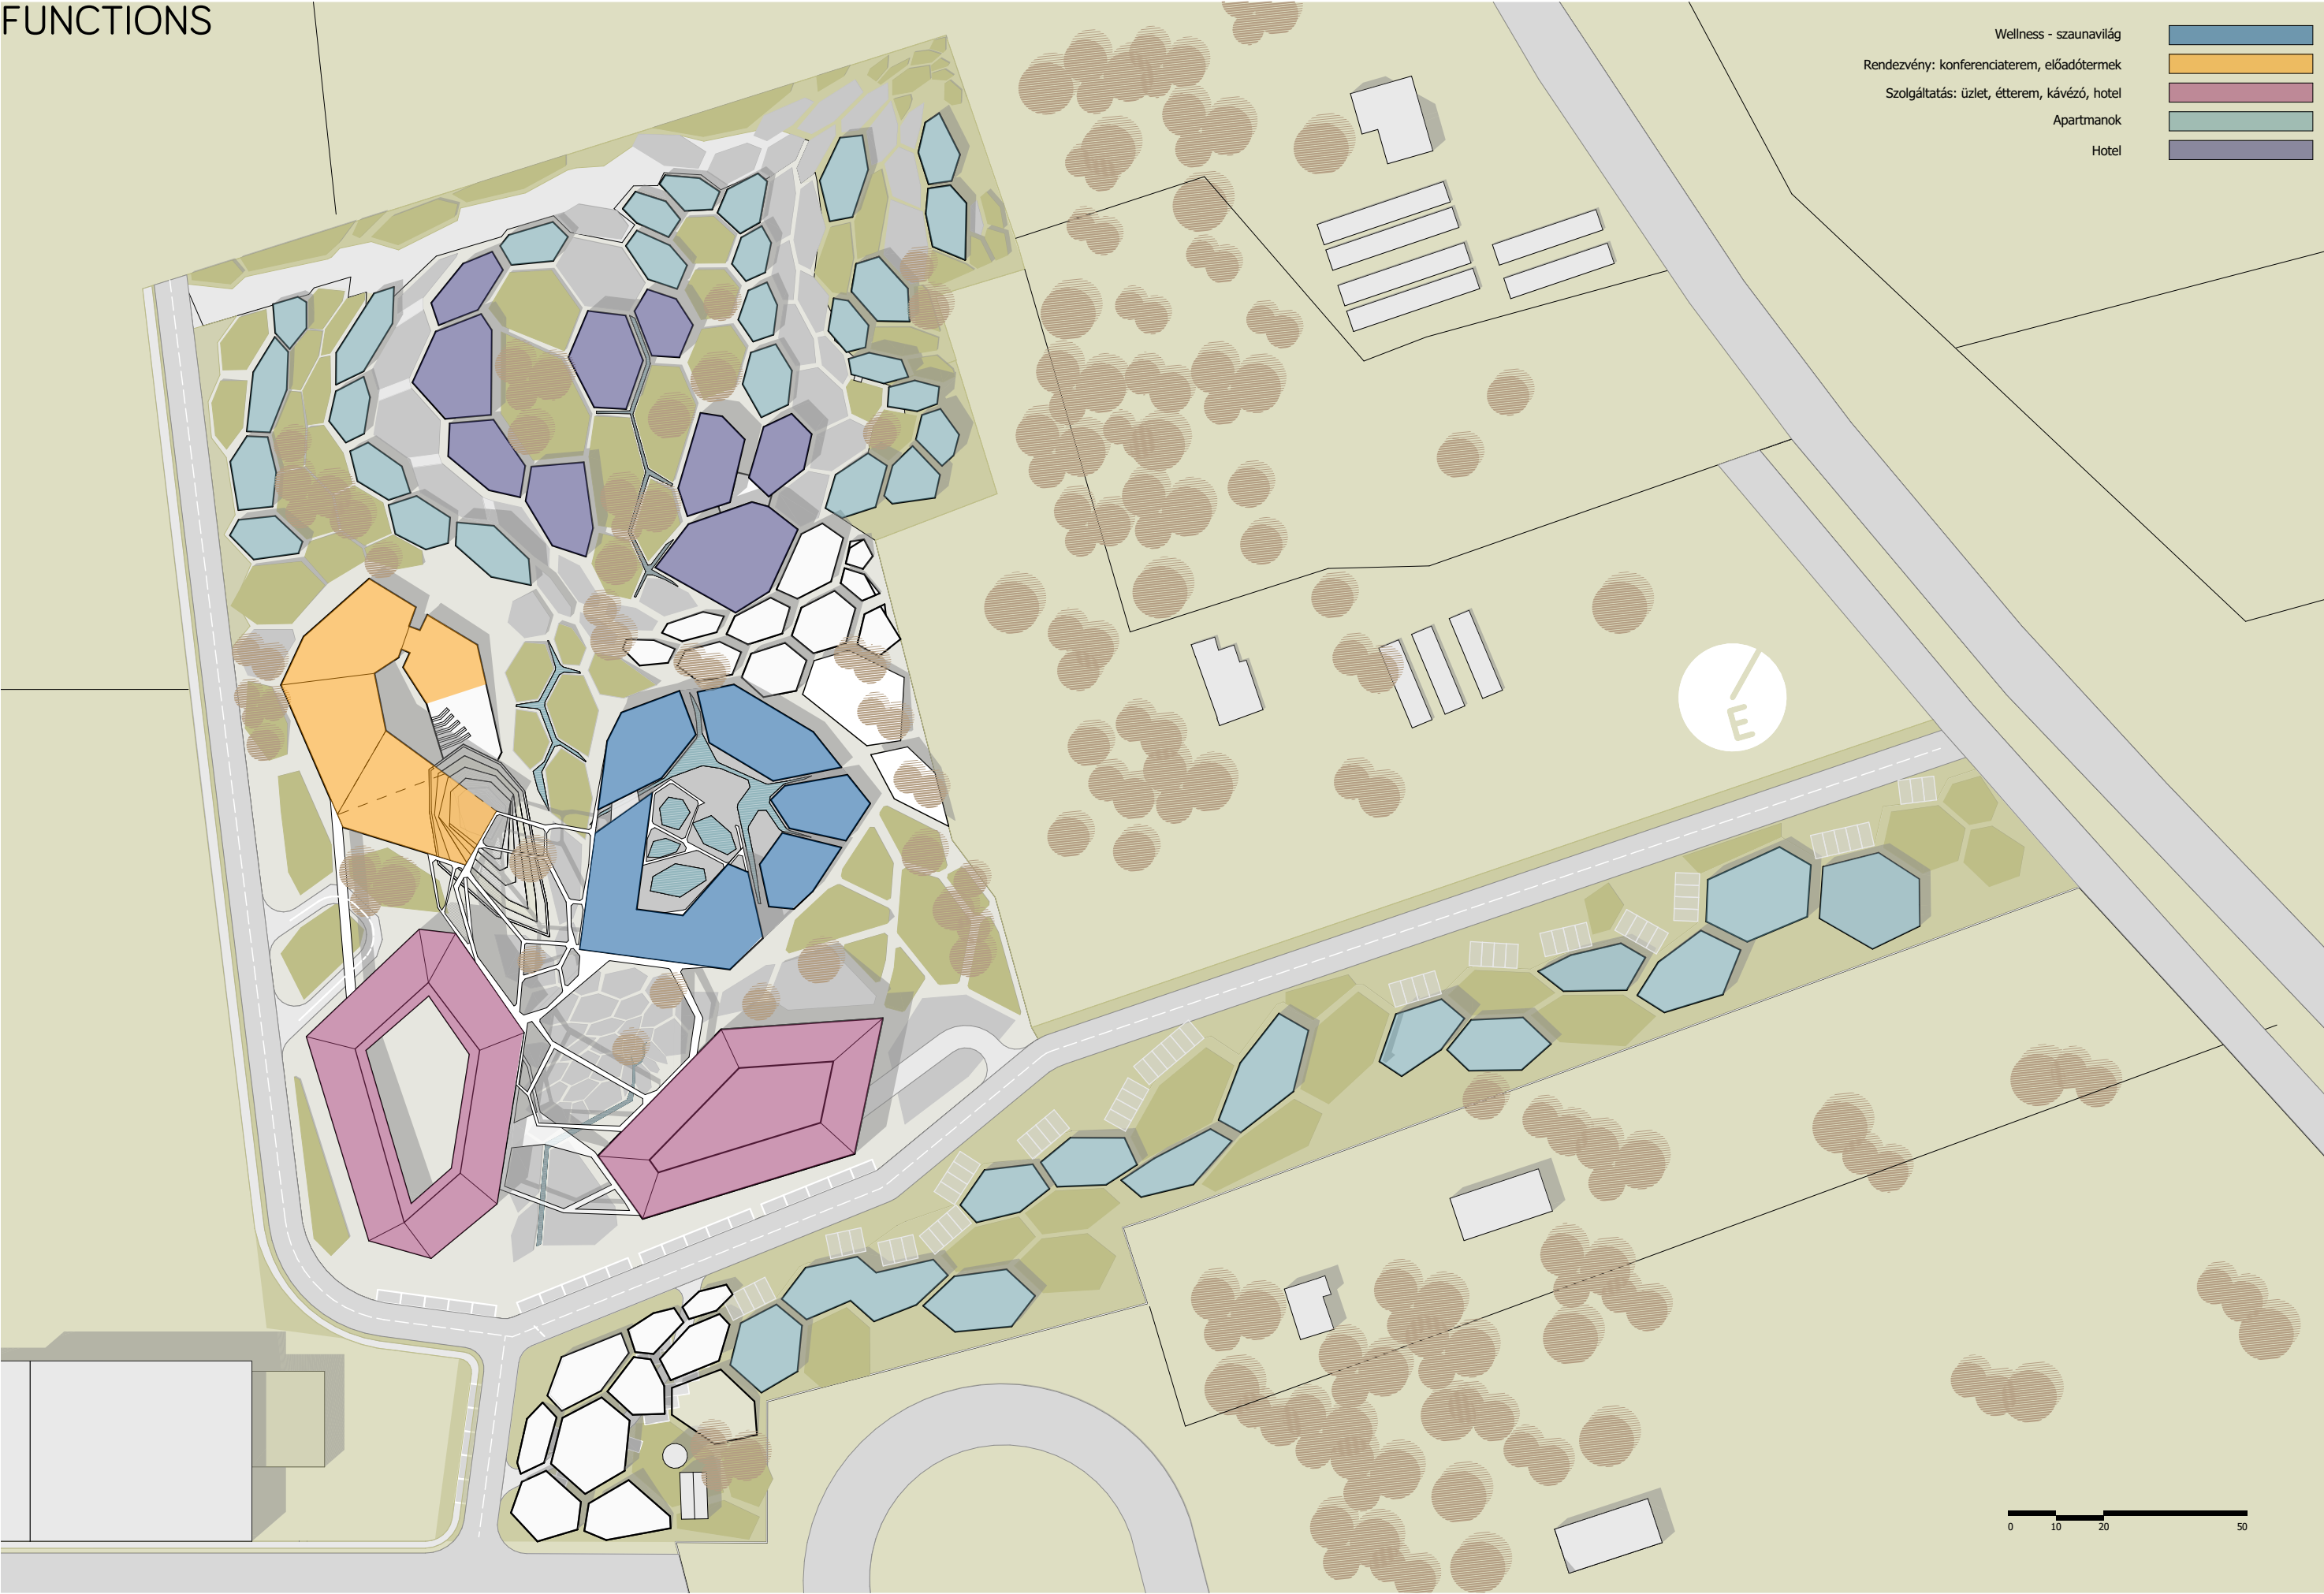 FUNCTIONS
Wellness - szaunavilág
Rendezvény: konferenciaterem, előadótermek
Szolgáltatás: üzlet, étterem, kávézó, hotel
Apartmanok
Hotel
E
0 10 20 50